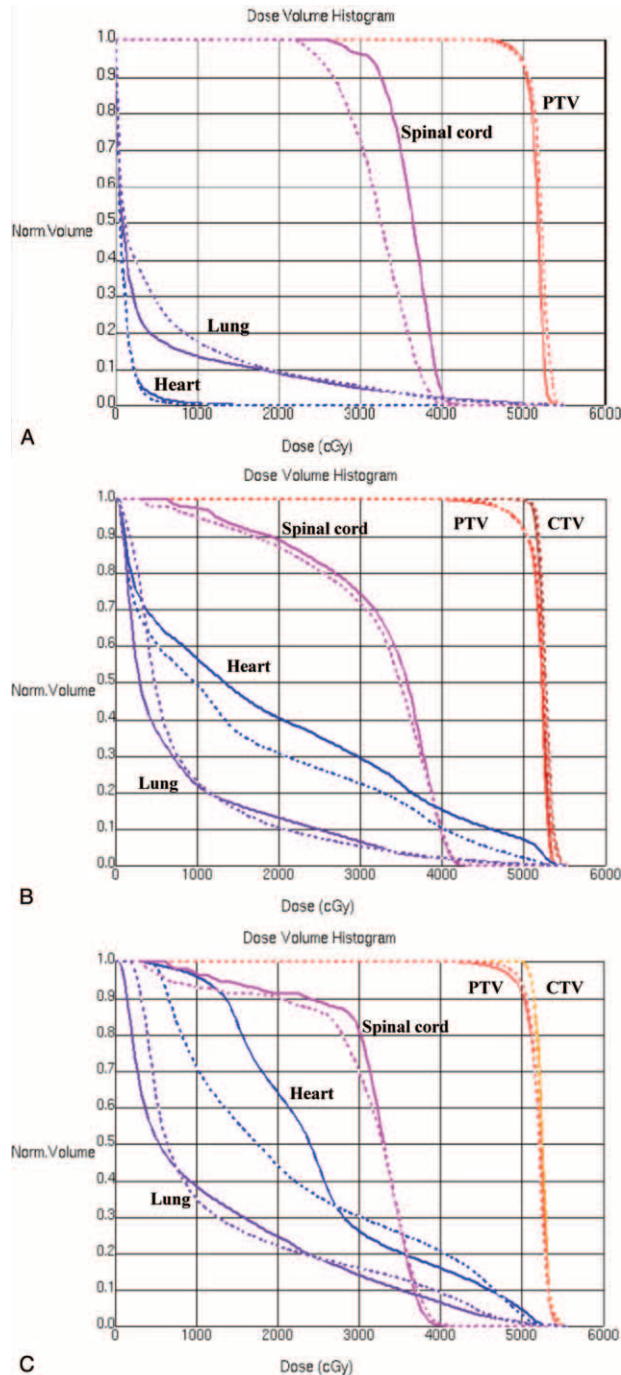 Dose Volume Histogram
1.0
0.9
0.8
0.7
0.6
0.5
Norm.Volume
0.4
0.3
0.2
0.1
0.0
0 1000 2000 3000 4000 5000 6000
Dose (cGy)
PTV
Spinal cord
Lung
Heart
A
Dose Volume Histogram
1.0
0.9
0.8
0.7
0.6
0.5
Norm.Volume
0.4
0.3
0.2
0.1
0.0
0 1000 2000 3000 4000 5000 6000
Dose (cGy)
Spinal cord
PTV CTV
Heart
Lung
B
Dose Volume Histogram
1.0
0.9
0.8
0.7
0.6
0.5
Norm.Volume
0.4
0.3
0.2
0.1
0.0
0 1000 2000 3000 4000 5000 6000
Dose (cGy)
PTV CTV
Spinal cord
Heart
Lung
C